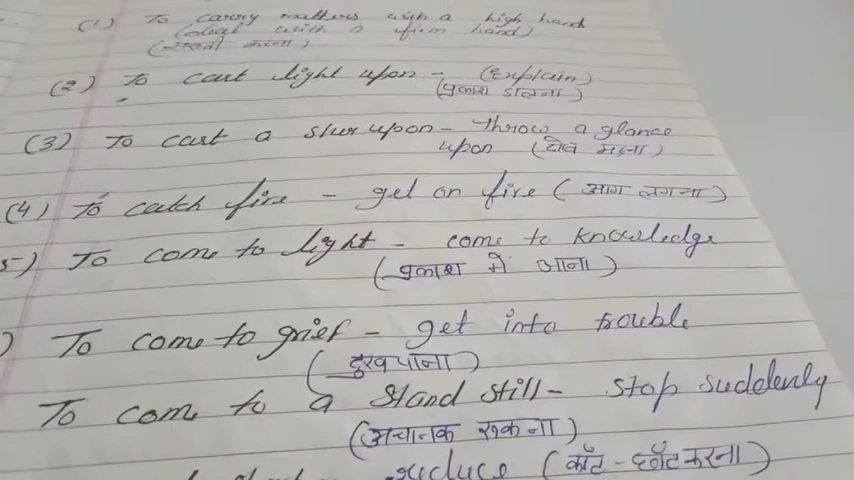 (1) To carry matters with a high hand
(deal with a firm hand)
(सख्ती करना)
(2) To cast light upon - (Explain)
(प्रकाश डालना)
(3) To cast a slur upon - Throw a glance
upon (दोष मढ़ना)
(4) To catch fire - get on fire (आग लगना)
5) To come to light - come to knowledge
(प्रकाश में आना)
) To come to grief - get into trouble
(दुख पाना)
To come to a stand still - stop suddenly
(अचानक रुकना)
reduce (काँट-छाँट करना)